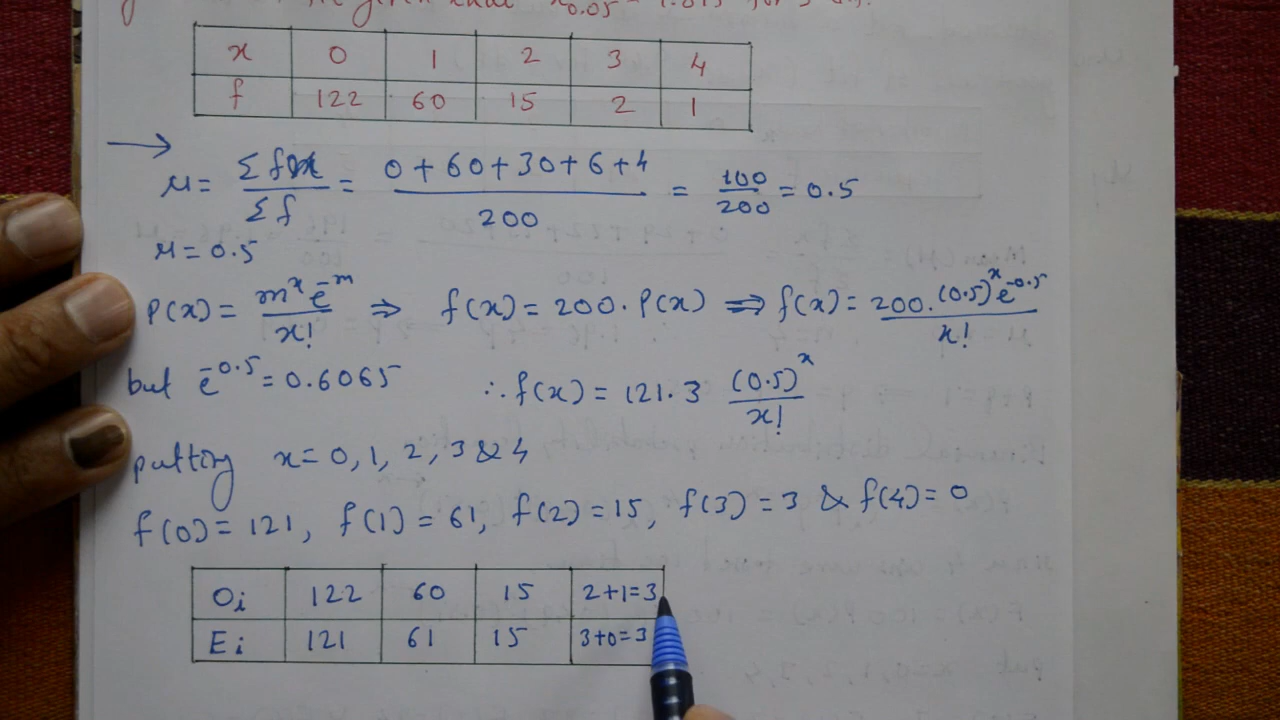 x 0 1 2 3 4
f 122 60 15 2 1
μ = Σfx/Σf = 0+60+30+6+4/200 = 100/200 = 0.5
μ = 0.5
P(x) = m^x e^-m/x! ⇒ f(x) = 200·P(x) ⇒ f(x) = 200·(0.5)^x e^-0.5/x!
but e^-0.5 = 0.6065 ∴ f(x) = 121.3 (0.5)^x/x!
putting x = 0, 1, 2, 3 & 4
f(0) = 121, f(1) = 61, f(2) = 15, f(3) = 3 & f(4) = 0
Oi 122 60 15 2+1=3
Ei 121 61 15 3+0=3